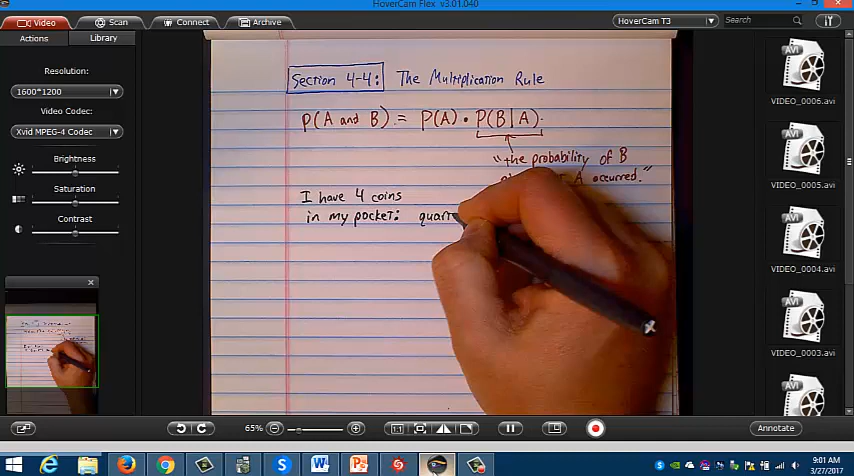 HoverCam Flex v3.01.040
Video
Scan
Connect
Archive
HoverCam T3
Search
Actions
Library
Resolution:
1600*1200
Video Codec:
Xvid MPEG-4 Codec
Brightness
Saturation
Contrast
Section 4-4: The Multiplication Rule
P(A and B) = P(A) • P(B|A).
"the probability of B
A occurred."
I have 4 coins
in my pocket: quart
VIDEO_0006.avi
VIDEO_0005.avi
VIDEO_0004.avi
VIDEO_0003.avi
65%
1:1
Annotate
9:01 AM
3/27/2017